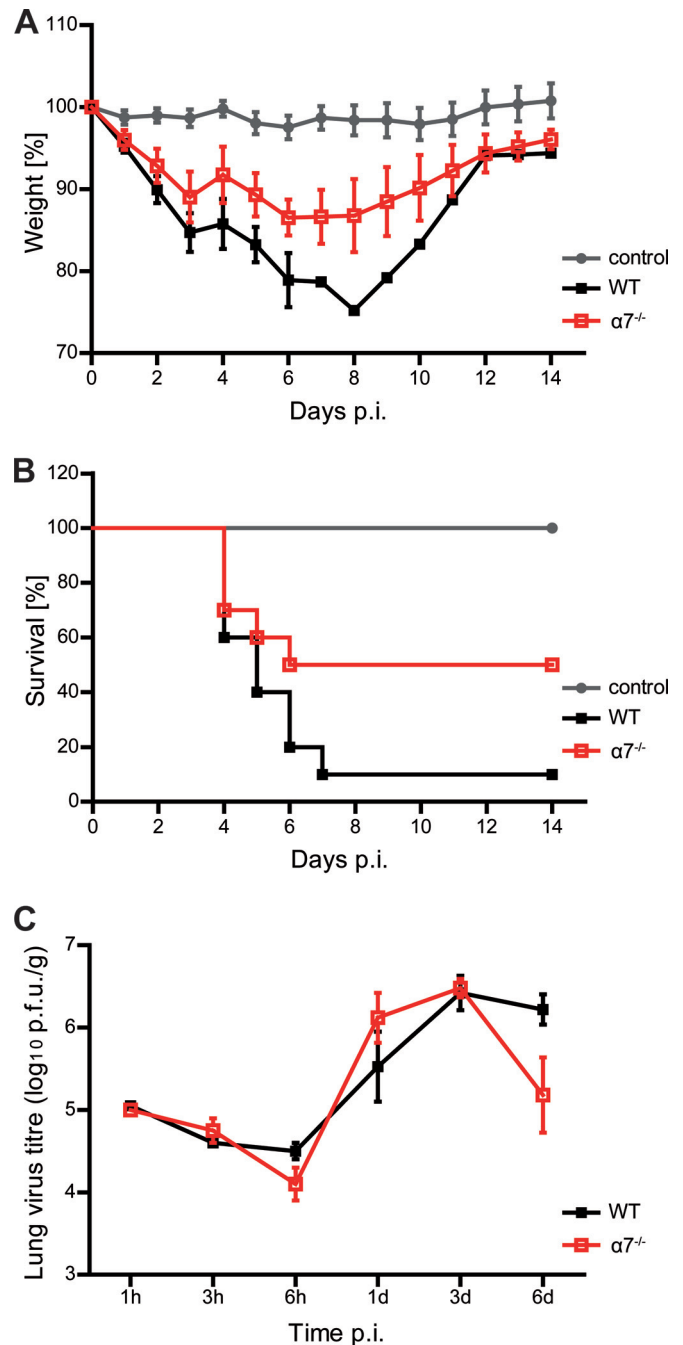 A
110
100
90
80
70
Weight [%]
0 2 4 6 8 10 12 14
Days p.i.
control
WT
α7-/-
B
120
100
80
60
40
20
0
Survival [%]
0 2 4 6 8 10 12 14
Days p.i.
control
WT
α7-/-
C
7
6
5
4
3
Lung virus titre (log10 p.f.u./g)
1h 3h 6h 1d 3d 6d
Time p.i.
WT
α7-/-